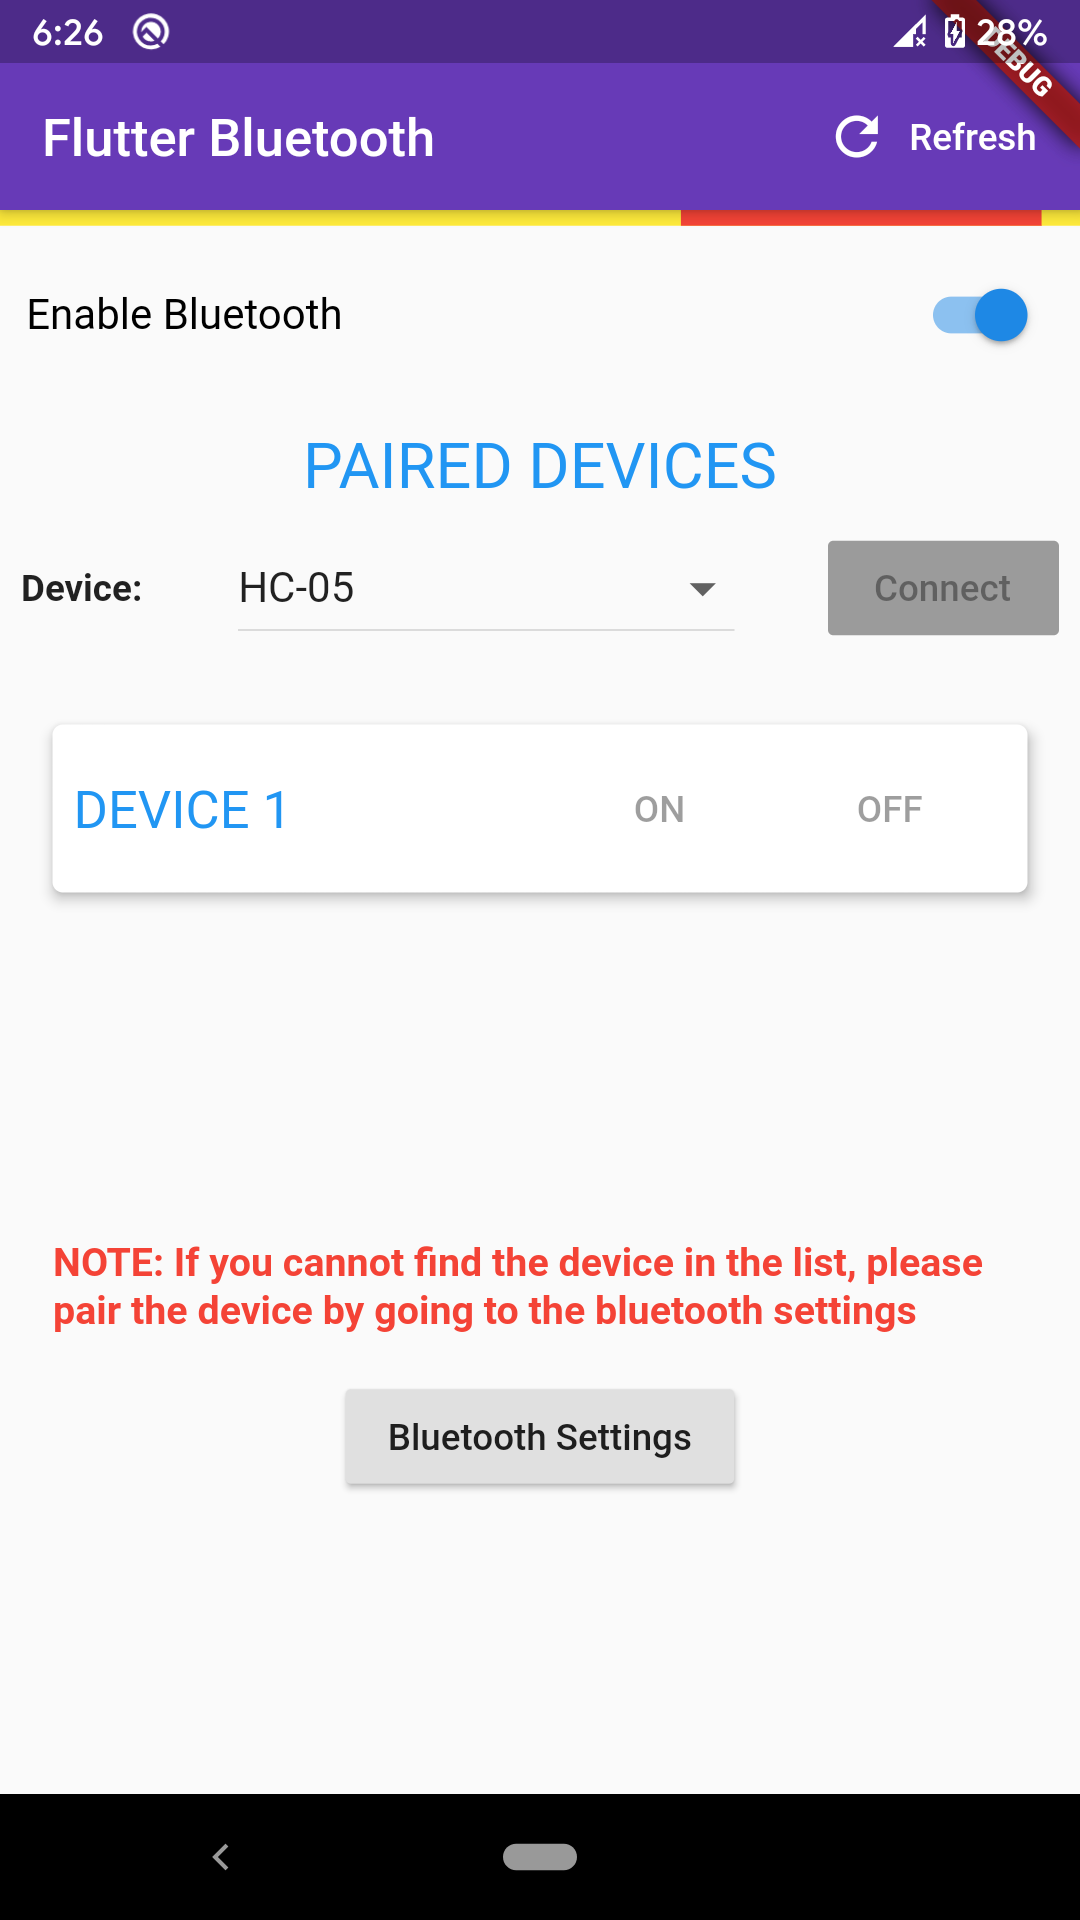 6:26
28%
DEBUG
Flutter Bluetooth
Refresh
Enable Bluetooth
PAIRED DEVICES
Device:
HC-05
Connect
DEVICE 1
ON
OFF
NOTE: If you cannot find the device in the list, please
pair the device by going to the bluetooth settings
Bluetooth Settings